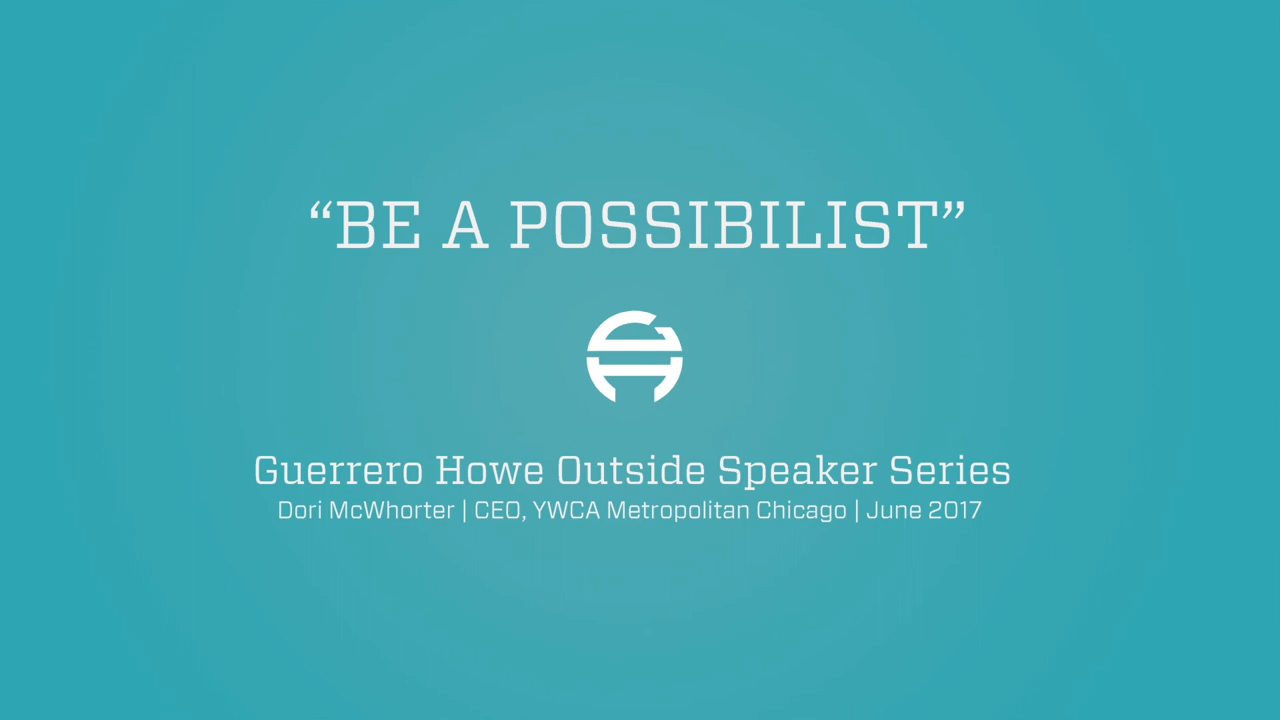 “BE A POSSIBILIST”
Guerrero Howe Outside Speaker Series
Dori McWhorter | CEO, YWCA Metropolitan Chicago | June 2017